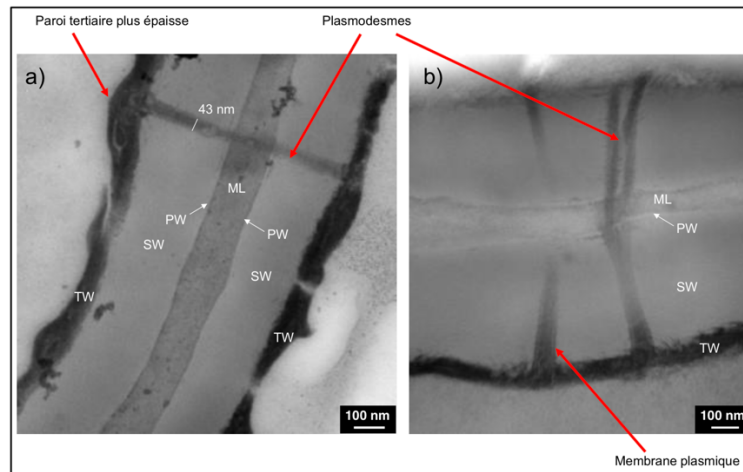 Paroi tertiaire plus épaisse
Plasmodesmes
a)
43 nm
ML
PW
PW
SW
SW
TW
TW
100 nm
b)
ML
PW
SW
TW
100 nm
Membrane plasmique